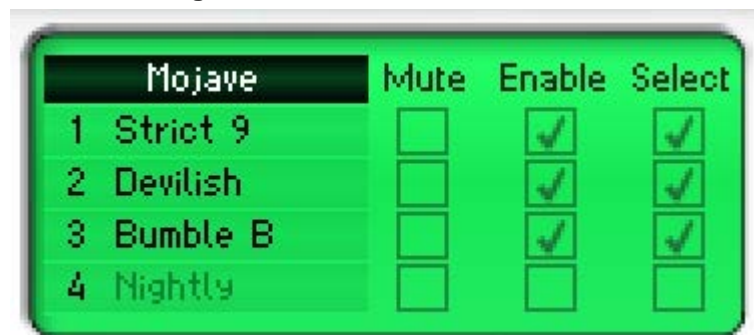 Mojave Mute Enable Select
1 Strict 9
2 Devilish
3 Bumble B
4 Nightly